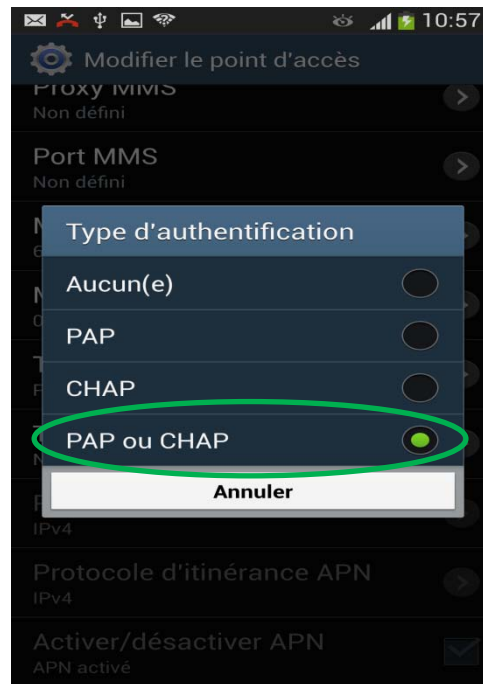 10:57
Modifier le point d'accès
Proxy MMS
Non défini
Port MMS
Non défini
Type d'authentification
Aucun(e)
PAP
CHAP
PAP ou CHAP
Annuler
IPv4
Protocole d'itinérance APN
IPv4
Activer/désactiver APN
APN activé